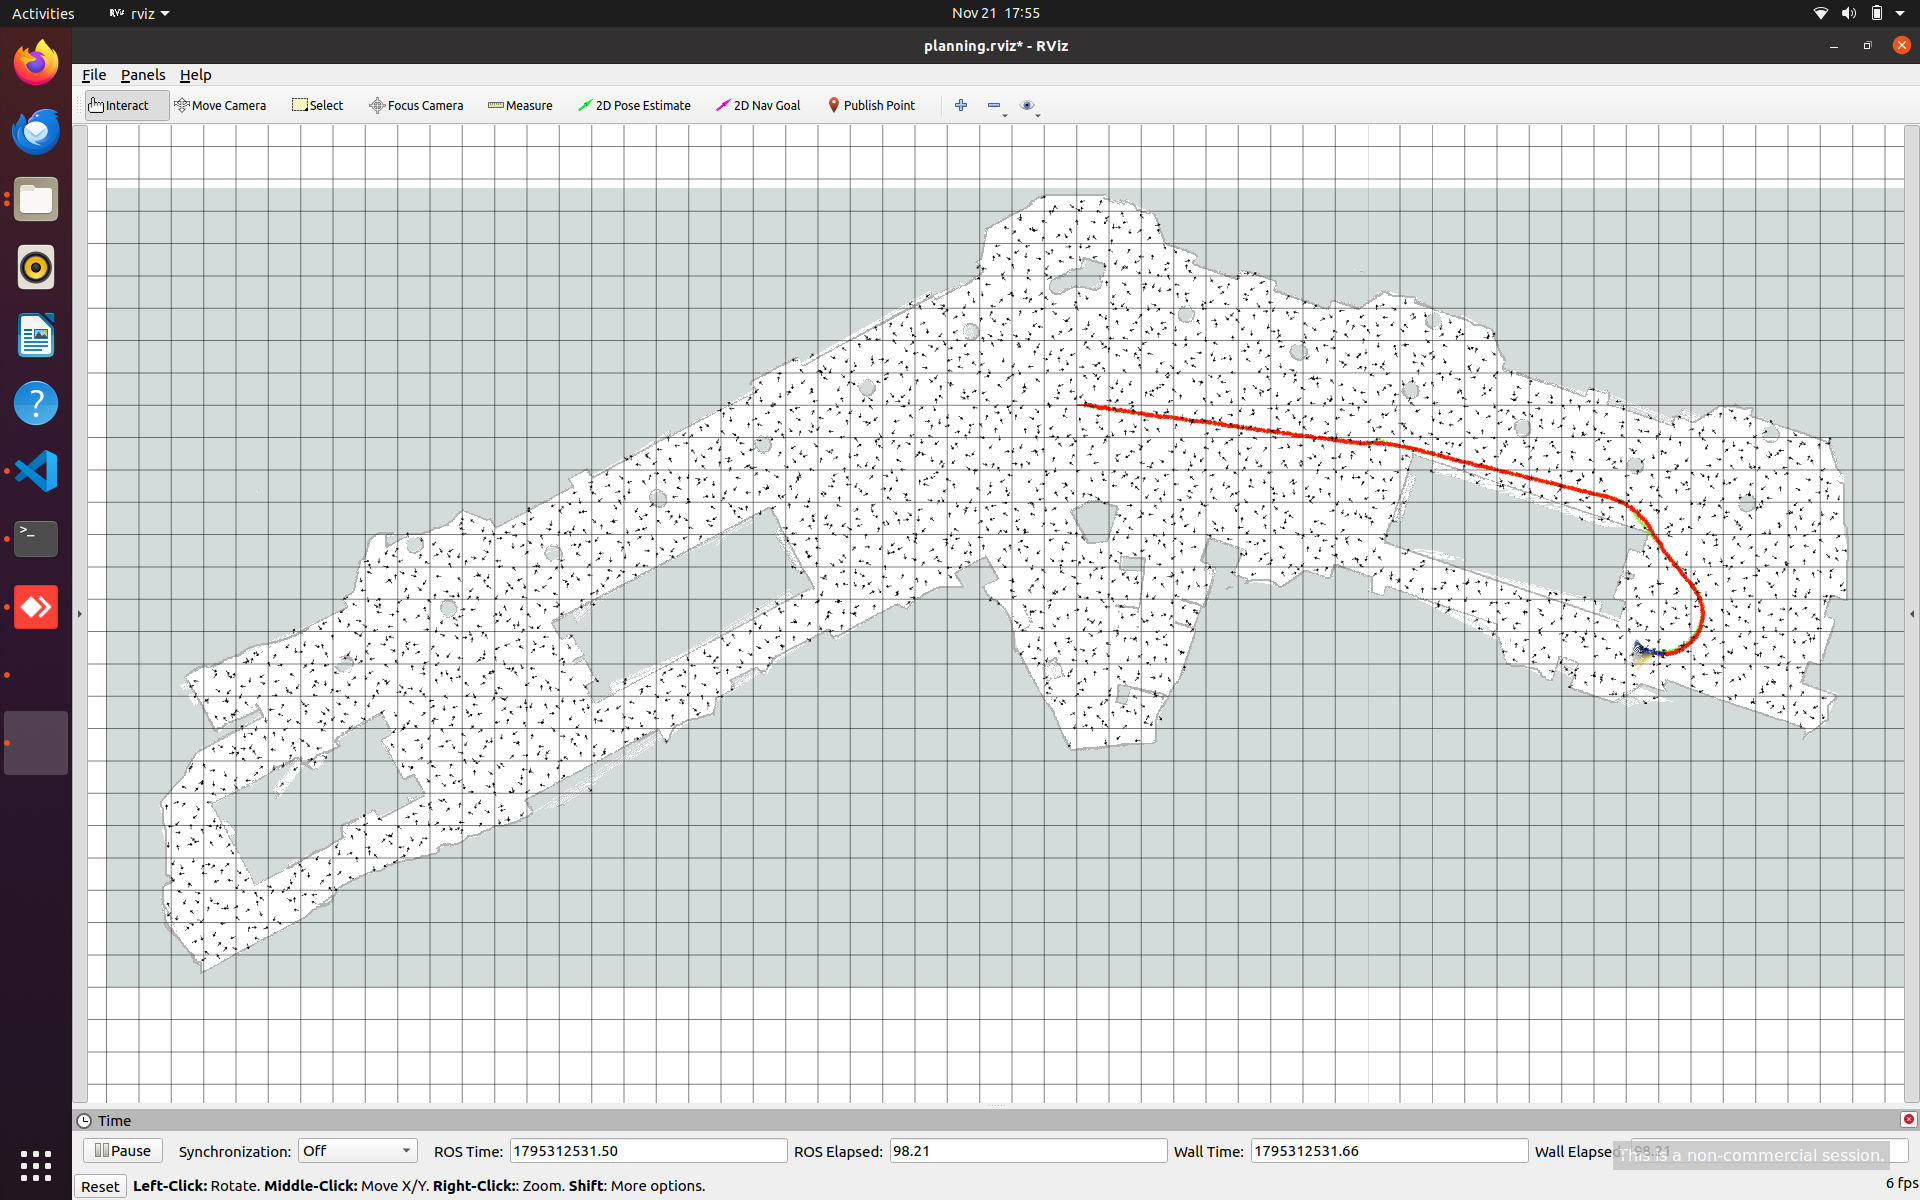 Activities
rviz
Nov 21 17:55
planning.rviz* - RViz
File Panels Help
Interact Move Camera Select Focus Camera Measure 2D Pose Estimate 2D Nav Goal Publish Point
Time
Pause Synchronization: Off ROS Time: 1795312531.50 ROS Elapsed: 98.21 Wall Time: 1795312531.66 Wall Elapsed: 98.21
This is a non-commercial session.
Reset Left-Click: Rotate. Middle-Click: Move X/Y. Right-Click:: Zoom. Shift: More options. 6 fps